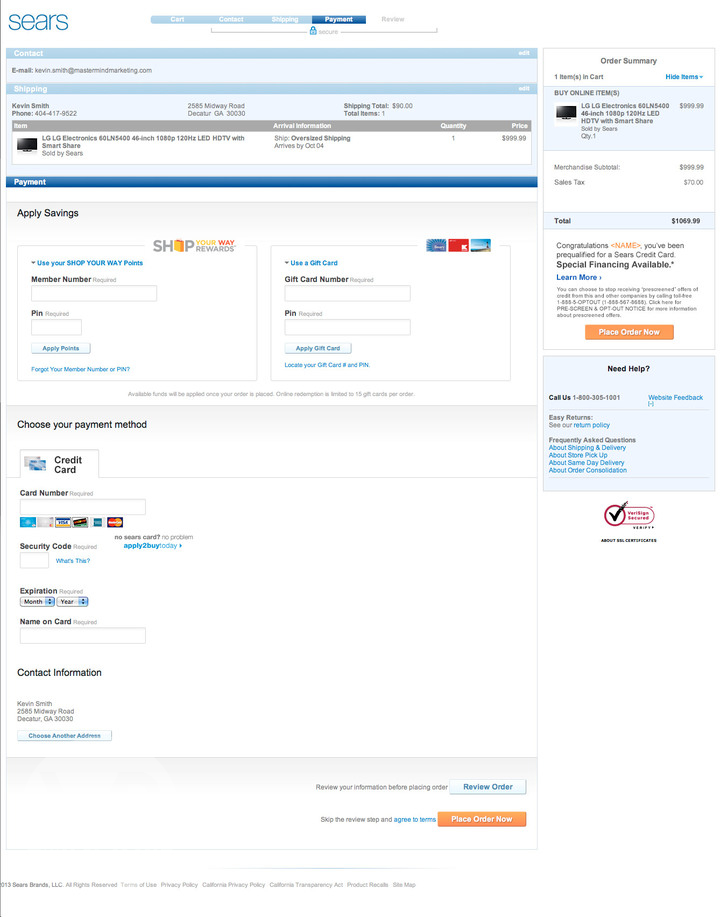 sears
Cart Contact Shipping Payment Review
secure
Contact edit
E-mail: kevin.smith@mastermindmarketing.com
Shipping edit
Kevin Smith 2585 Midway Road Shipping Total: $90.00
Phone: 404-417-9522 Decatur GA 30030 Total Items: 1
Item Arrival Information Quantity Price
LG LG Electronics 60LN5400 46-inch 1080p 120Hz LED HDTV with Ship: Oversized Shipping 1 $999.99
Smart Share Arrives by Oct 04
Sold by Sears
Payment
Apply Savings
SHOP YOUR WAY REWARDS
Use your SHOP YOUR WAY Points
Member Number Required
Pin Required
Apply Points
Forgot Your Member Number or PIN?
Use a Gift Card
Gift Card Number Required
Pin Required
Apply Gift Card
Locate your Gift Card # and PIN.
Available funds will be applied once your order is placed. Online redemption is limited to 15 gift cards per order.
Choose your payment method
Credit
Card
Card Number Required
VISA
no sears card? no problem
apply2buytoday
Security Code Required
What's This?
Expiration Required
Month Year
Name on Card Required
Contact Information
Kevin Smith
2585 Midway Road
Decatur, GA 30030
Choose Another Address
Review your information before placing order Review Order
Skip the review step and agree to terms Place Order Now
Order Summary
1 Item(s) In Cart Hide Items
BUY ONLINE ITEM(S)
LG LG Electronics 60LN5400 $999.99
46-inch 1080p 120Hz LED
HDTV with Smart Share
Sold by Sears
Qty.1
Merchandise Subtotal: $999.99
Sales Tax $70.00
Total $1069.99
Congratulations <NAME>, you've been
prequalified for a Sears Credit Card.
Special Financing Available.*
Learn More ›
You can choose to stop receiving "prescreened" offers of
credit from this and other companies by calling toll-free
1-888-5-OPTOUT (1-888-567-8688). Click here for
PRE-SCREEN & OPT-OUT NOTICE for more information
about prescreened offers.
Place Order Now
Need Help?
Call Us 1-800-305-1001 Website Feedback
[-]
Easy Returns:
See our return policy
Frequently Asked Questions
About Shipping & Delivery
About Store Pick Up
About Same Day Delivery
About Order Consolidation
VeriSign
Secured
VERIFY
ABOUT SSL CERTIFICATES
013 Sears Brands, LLC. All Rights Reserved Terms of Use Privacy Policy California Privacy Policy California Transparency Act Product Recalls Site Map